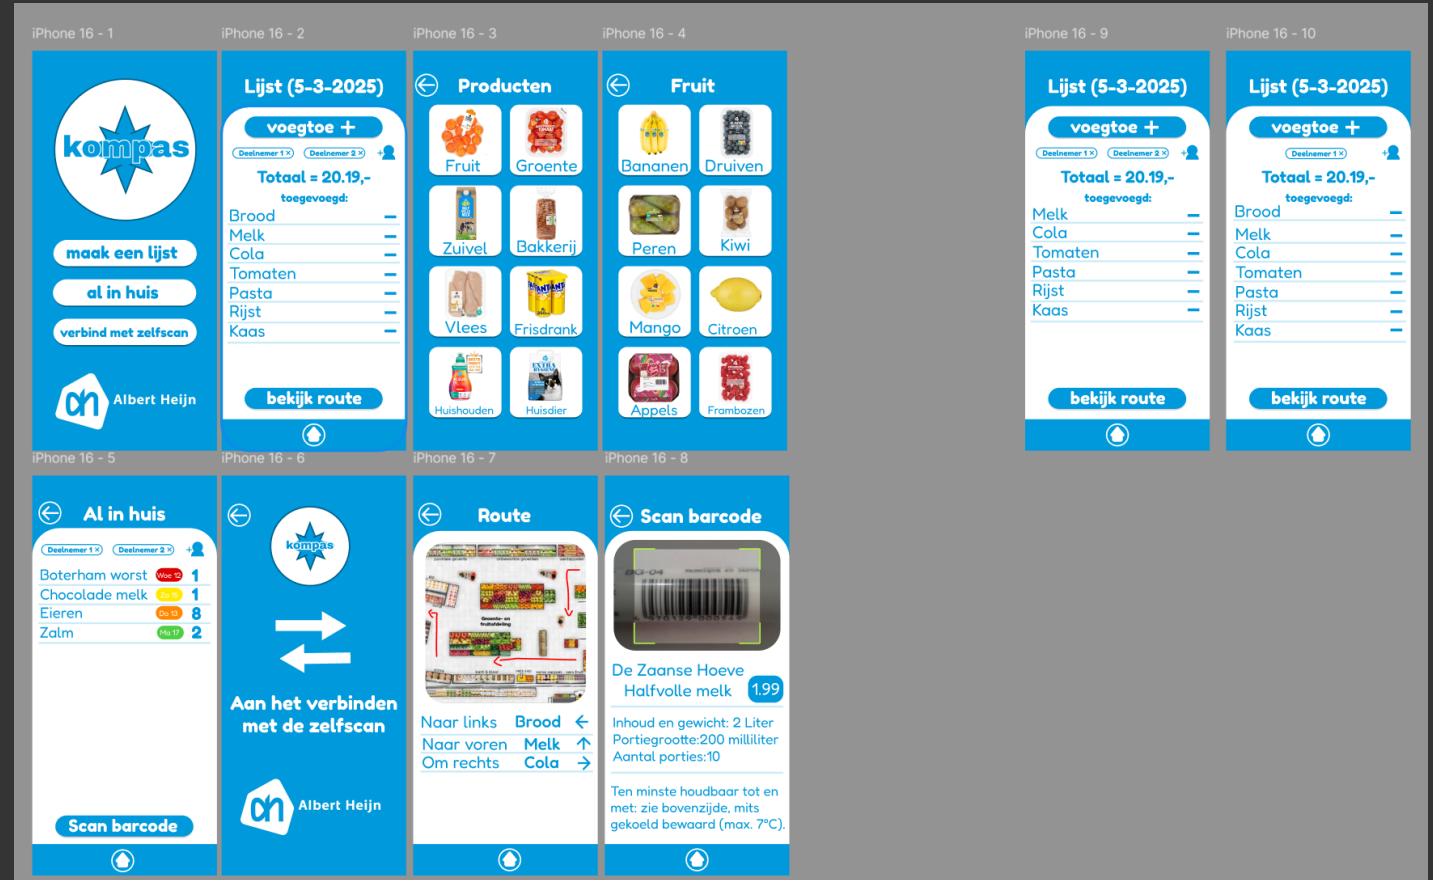 iPhone 16 - 1
kompas
maak een lijst
al in huis
verbind met zelfscan
Albert Heijn
iPhone 16 - 2
Lijst (5-3-2025)
voegtoe +
Deelnemer 1 ×
Deelnemer 2 ×
Totaal = 20.19,-
toegevoegd:
Brood
Melk
Cola
Tomaten
Pasta
Rijst
Kaas
bekijk route
iPhone 16 - 3
Producten
Fruit
Groente
Zuivel
Bakkerij
Vlees
Frisdrank
Huishouden
Huisdier
iPhone 16 - 4
Fruit
Bananen
Druiven
Peren
Kiwi
Mango
Citroen
Appels
Frambozen
iPhone 16 - 9
Lijst (5-3-2025)
voegtoe +
Deelnemer 1 ×
Deelnemer 2 ×
Totaal = 20.19,-
toegevoegd:
Melk
Cola
Tomaten
Pasta
Rijst
Kaas
bekijk route
iPhone 16 - 10
Lijst (5-3-2025)
voegtoe +
Deelnemer 1 ×
Totaal = 20.19,-
toegevoegd:
Brood
Melk
Cola
Tomaten
Pasta
Rijst
Kaas
bekijk route
iPhone 16 - 5
Al in huis
Deelnemer 1 ×
Deelnemer 2 ×
Boterham worst Woe 12 1
Chocolade melk 1
Eieren Do 13 8
Zalm Ma 17 2
Scan barcode
iPhone 16 - 6
kompas
Aan het verbinden
met de zelfscan
Albert Heijn
iPhone 16 - 7
Route
Groente- en
fruitafdeling
Naar links Brood ←
Naar voren Melk ↑
Om rechts Cola →
iPhone 16 - 8
Scan barcode
De Zaanse Hoeve
Halfvolle melk 1.99
Inhoud en gewicht: 2 Liter
Portiegrootte:200 milliliter
Aantal porties:10
Ten minste houdbaar tot en
met: zie bovenzijde, mits
gekoeld bewaard (max. 7°C).